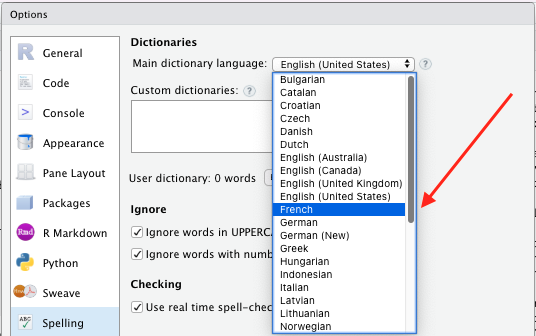 Options
General
Code
Console
Appearance
Pane Layout
Packages
Rmd R Markdown
Python
Sweave
ABC Spelling
Dictionaries
Main dictionary language: English (United States) ?
Custom dictionaries: ?
User dictionary: 0 words
Ignore
Ignore words in UPPERC
Ignore words with numb
Checking
Use real time spell-chec
Bulgarian
Catalan
Croatian
Czech
Danish
Dutch
English (Australia)
English (Canada)
English (United Kingdom)
English (United States)
French
German
German (New)
Greek
Hungarian
Indonesian
Italian
Latvian
Lithuanian
Norwegian